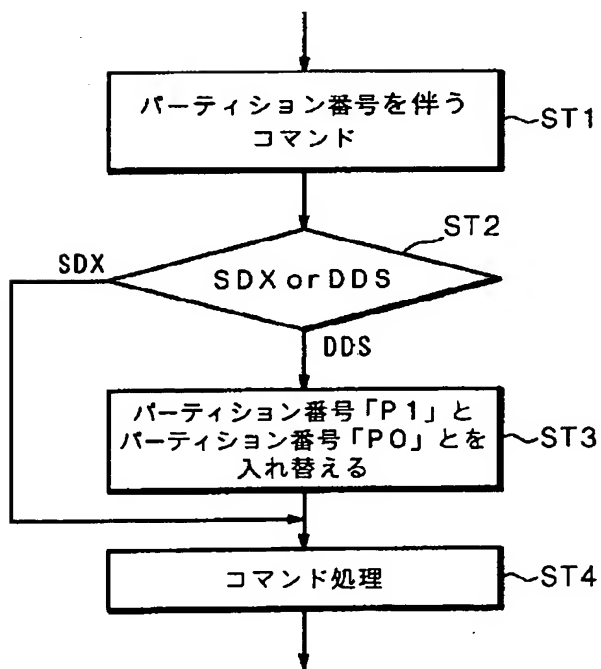 パーティション番号を伴う
コマンド
ST1
ST2
SDX
SDX or DDS
DDS
パーティション番号「P1」と
パーティション番号「P0」とを
入れ替える
ST3
コマンド処理
ST4